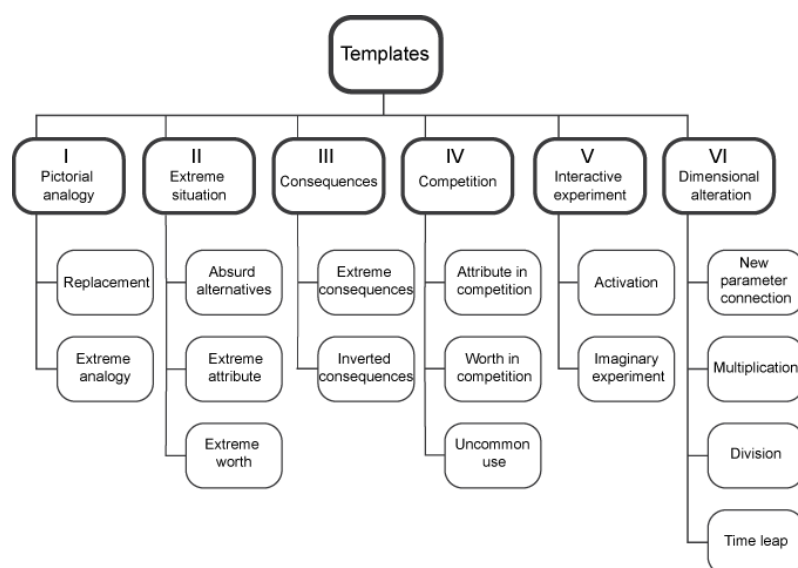 Templates
I
Pictorial
analogy
II
Extreme
situation
III
Consequences
IV
Competition
V
Interactive
experiment
VI
Dimensional
alteration
Replacement
Extreme
analogy
Absurd
alternatives
Extreme
attribute
Extreme
worth
Extreme
consequences
Inverted
consequences
Attribute in
competition
Worth in
competition
Uncommon
use
Activation
Imaginary
experiment
New
parameter
connection
Multiplication
Division
Time leap